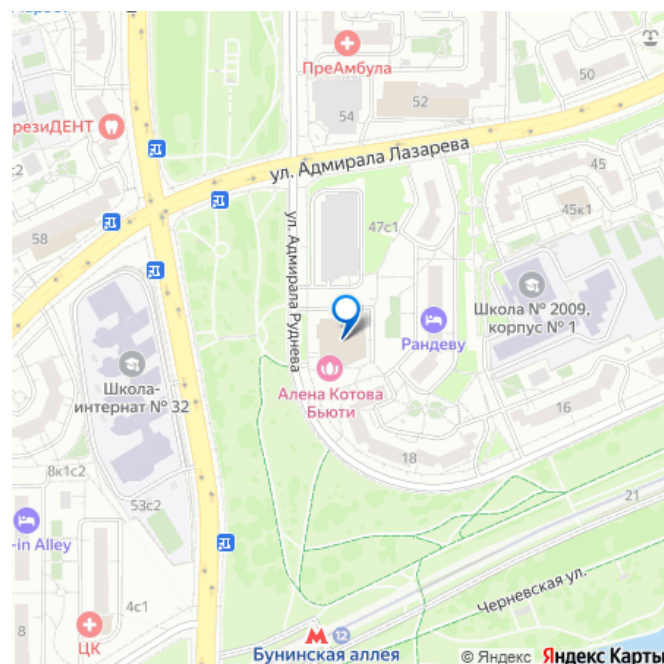 ПреАмбула
50
резиДЕНТ
54
52
с2
ул. Адмирала Лазарева
45
47с1
45к1
58
ул. Адмирала Руднева
Школа № 2009,
корпус № 1
Рандеву
Школа-
интернат № 32
Алена Котова
Бьюти
16
18
8к1с2
53с2
21
-in Alley
Черневская ул.
4с1
8
ЦК
12
Бунинская аллея
© Яндекс Яндекс Карты